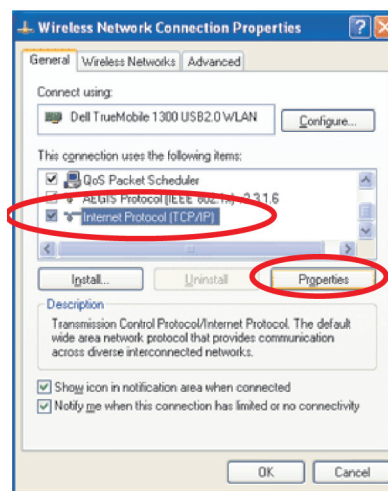 Wireless Network Connection Properties
General Wireless Networks Advanced
Connect using:
Dell TrueMobile 1300 USB2.0 WLAN
Configure...
This connection uses the following items:
QoS Packet Scheduler
AEGIS Protocol (IEEE 802.1x) v2.3.1.6
Internet Protocol (TCP/IP)
Install... Uninstall Properties
Description
Transmission Control Protocol/Internet Protocol. The default
wide area network protocol that provides communication
across diverse interconnected networks.
Show icon in notification area when connected
Notify me when this connection has limited or no connectivity
OK Cancel